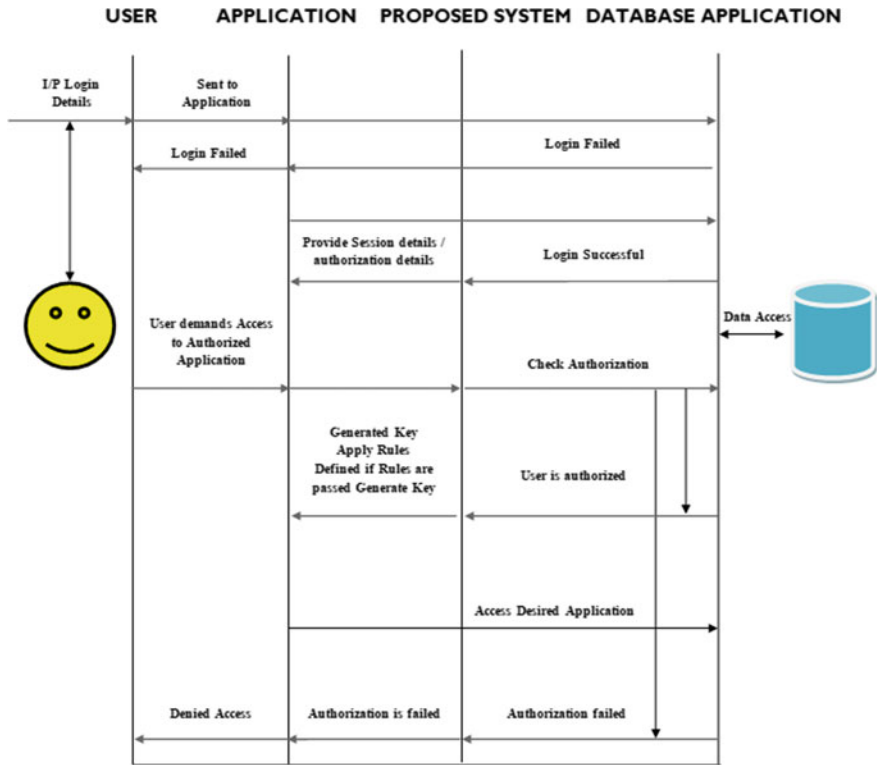 USER APPLICATION PROPOSED SYSTEM DATABASE APPLICATION
I/P Login
Details
Sent to
Application
Login Failed
Login Failed
Provide Session details /
authorization details
Login Successful
User demands Access
to Authorized
Application
Data Access
Check Authorization
Generated Key
Apply Rules
Defined if Rules are
passed Generate Key
User is authorized
Access Desired Application
Denied Access
Authorization is failed
Authorization failed